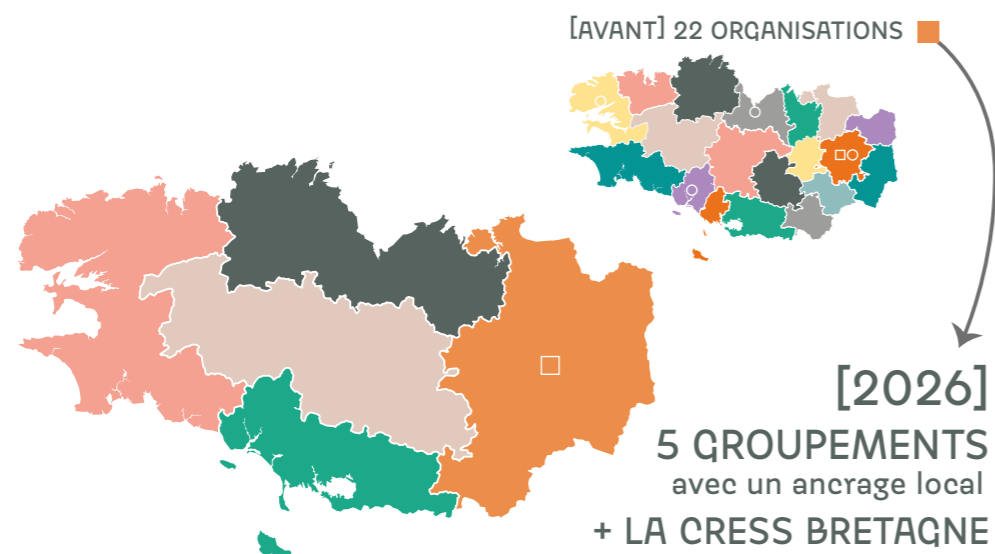 [AVANT] 22 ORGANISATIONS
[2026]
5 GROUPEMENTS
avec un ancrage local
+ LA CRESS BRETAGNE